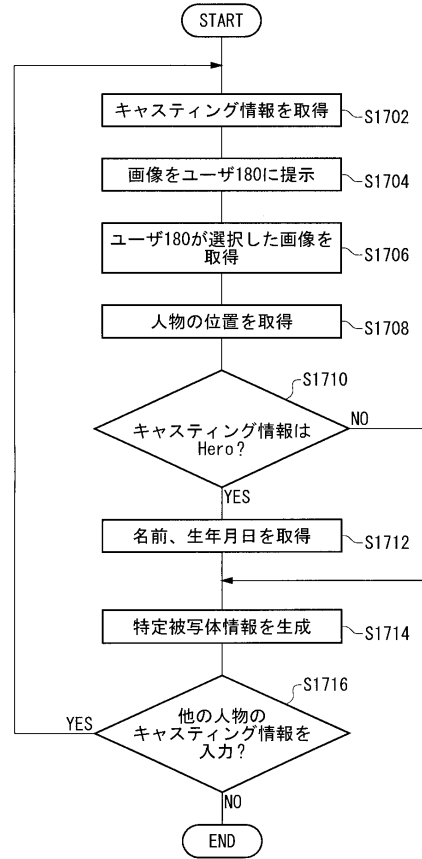 START
キャスティング情報を取得
S1702
画像をユーザ180に提示
S1704
ユーザ180が選択した画像を
取得
S1706
人物の位置を取得
S1708
S1710
キャスティング情報は
Hero?
NO
YES
名前、生年月日を取得
S1712
特定被写体情報を生成
S1714
S1716
他の人物の
キャスティング情報を
入力?
YES
NO
END